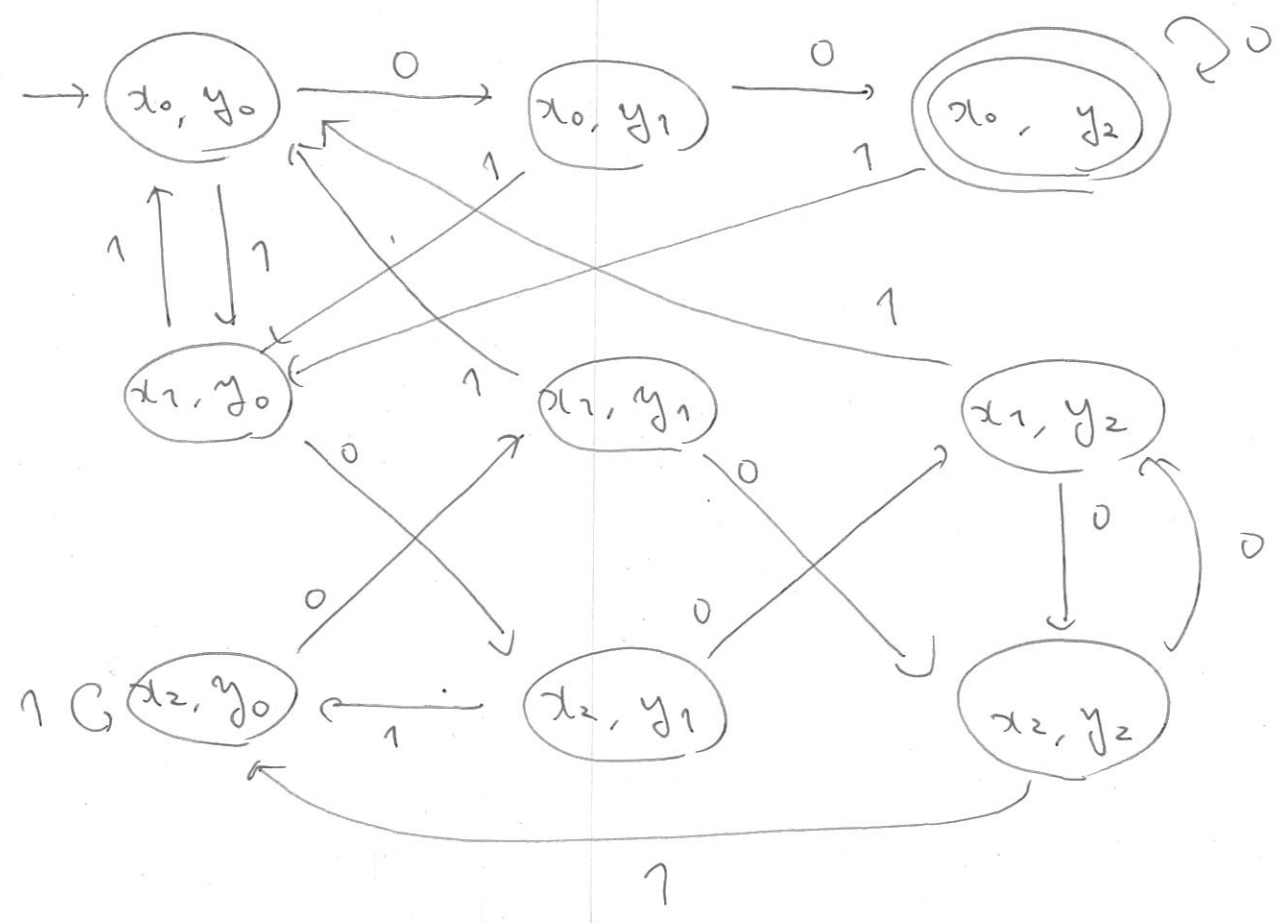 0 0 0
x₀, y₀ x₀, y₁ x₀, y₂
1 1
1 1
1
x₁, y₀ 1 x₁, y₁ x₁, y₂
0 0
0 0
0 0
x₂, y₀ x₂, y₁ x₂, y₂
1 1
1